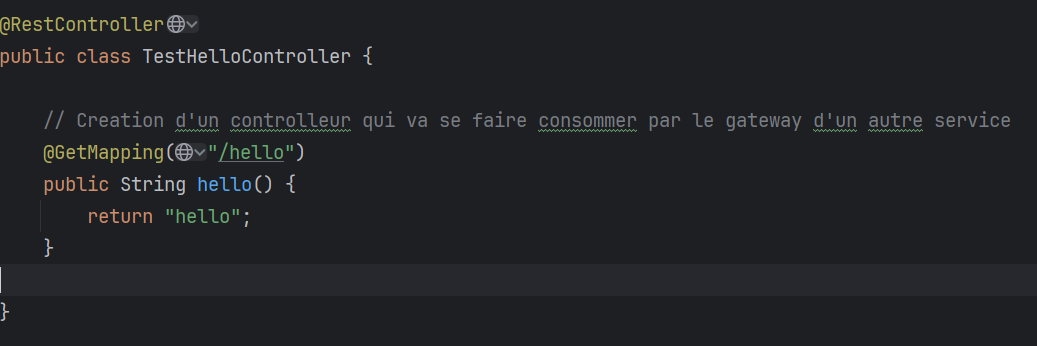 @RestController
public class TestHelloController {
// Creation d'un controlleur qui va se faire consommer par le gateway d'un autre service
@GetMapping("/hello")
public String hello() {
return "hello";
}
}